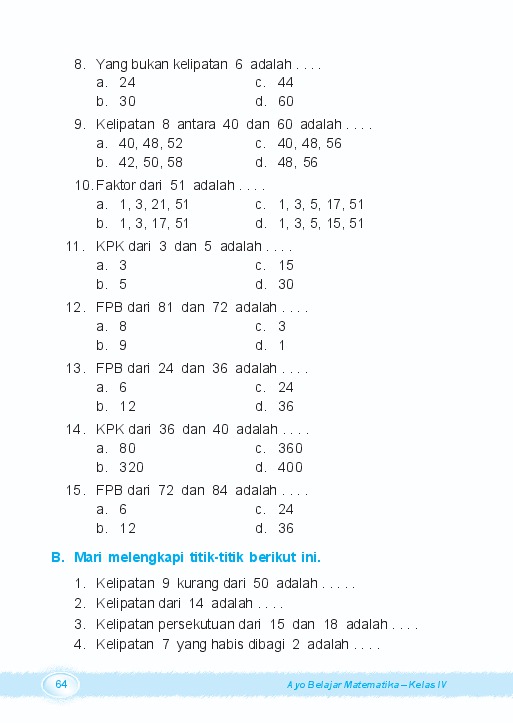 8. Yang bukan kelipatan 6 adalah . . . .
a. 24 c. 44
b. 30 d. 60
9. Kelipatan 8 antara 40 dan 60 adalah . . . .
a. 40, 48, 52 c. 40, 48, 56
b. 42, 50, 58 d. 48, 56
10. Faktor dari 51 adalah . . . .
a. 1, 3, 21, 51 c. 1, 3, 5, 17, 51
b. 1, 3, 17, 51 d. 1, 3, 5, 15, 51
11. KPK dari 3 dan 5 adalah . . . .
a. 3 c. 15
b. 5 d. 30
12. FPB dari 81 dan 72 adalah . . . .
a. 8 c. 3
b. 9 d. 1
13. FPB dari 24 dan 36 adalah . . . .
a. 6 c. 24
b. 12 d. 36
14. KPK dari 36 dan 40 adalah . . . .
a. 80 c. 360
b. 320 d. 400
15. FPB dari 72 dan 84 adalah . . . .
a. 6 c. 24
b. 12 d. 36
B. Mari melengkapi titik-titik berikut ini.
1. Kelipatan 9 kurang dari 50 adalah . . . . .
2. Kelipatan dari 14 adalah . . . .
3. Kelipatan persekutuan dari 15 dan 18 adalah . . . .
4. Kelipatan 7 yang habis dibagi 2 adalah . . . .
64 Ayo Belajar Matematika – Kelas IV